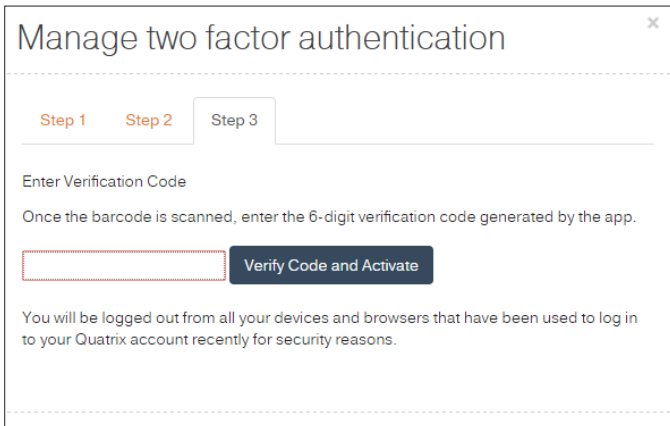 Manage two factor authentication
×
Step 1 Step 2 Step 3
Enter Verification Code
Once the barcode is scanned, enter the 6-digit verification code generated by the app.
Verify Code and Activate
You will be logged out from all your devices and browsers that have been used to log in
to your Quatrix account recently for security reasons.